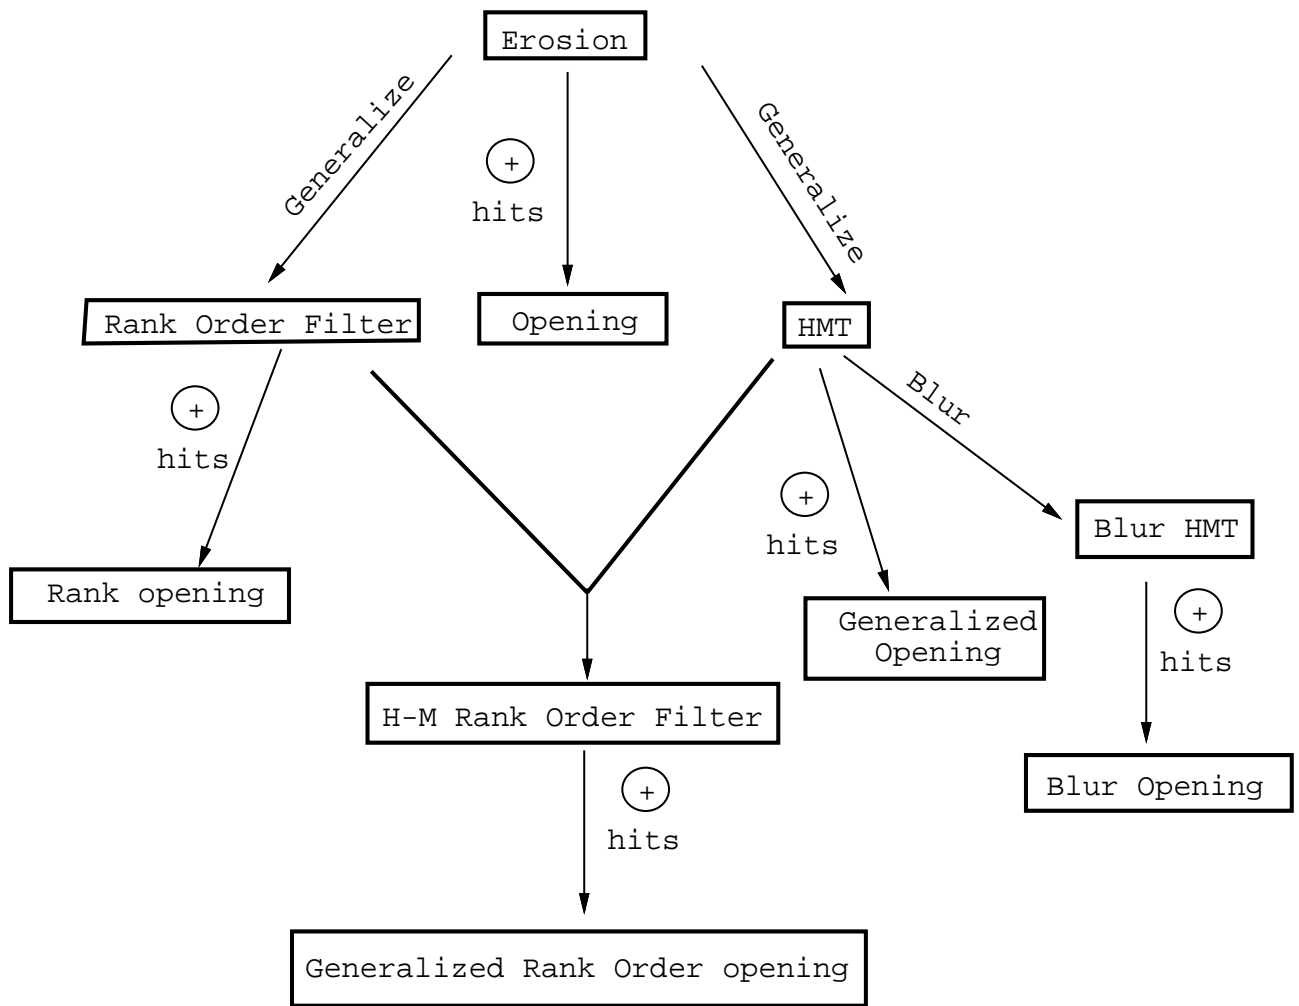 Erosion
Generalize
+
hits
Generalize
Rank Order Filter
Opening
HMT
+
hits
Blur
+
hits
Blur HMT
Rank opening
Generalized
Opening
+
hits
H-M Rank Order Filter
Blur Opening
+
hits
Generalized Rank Order opening